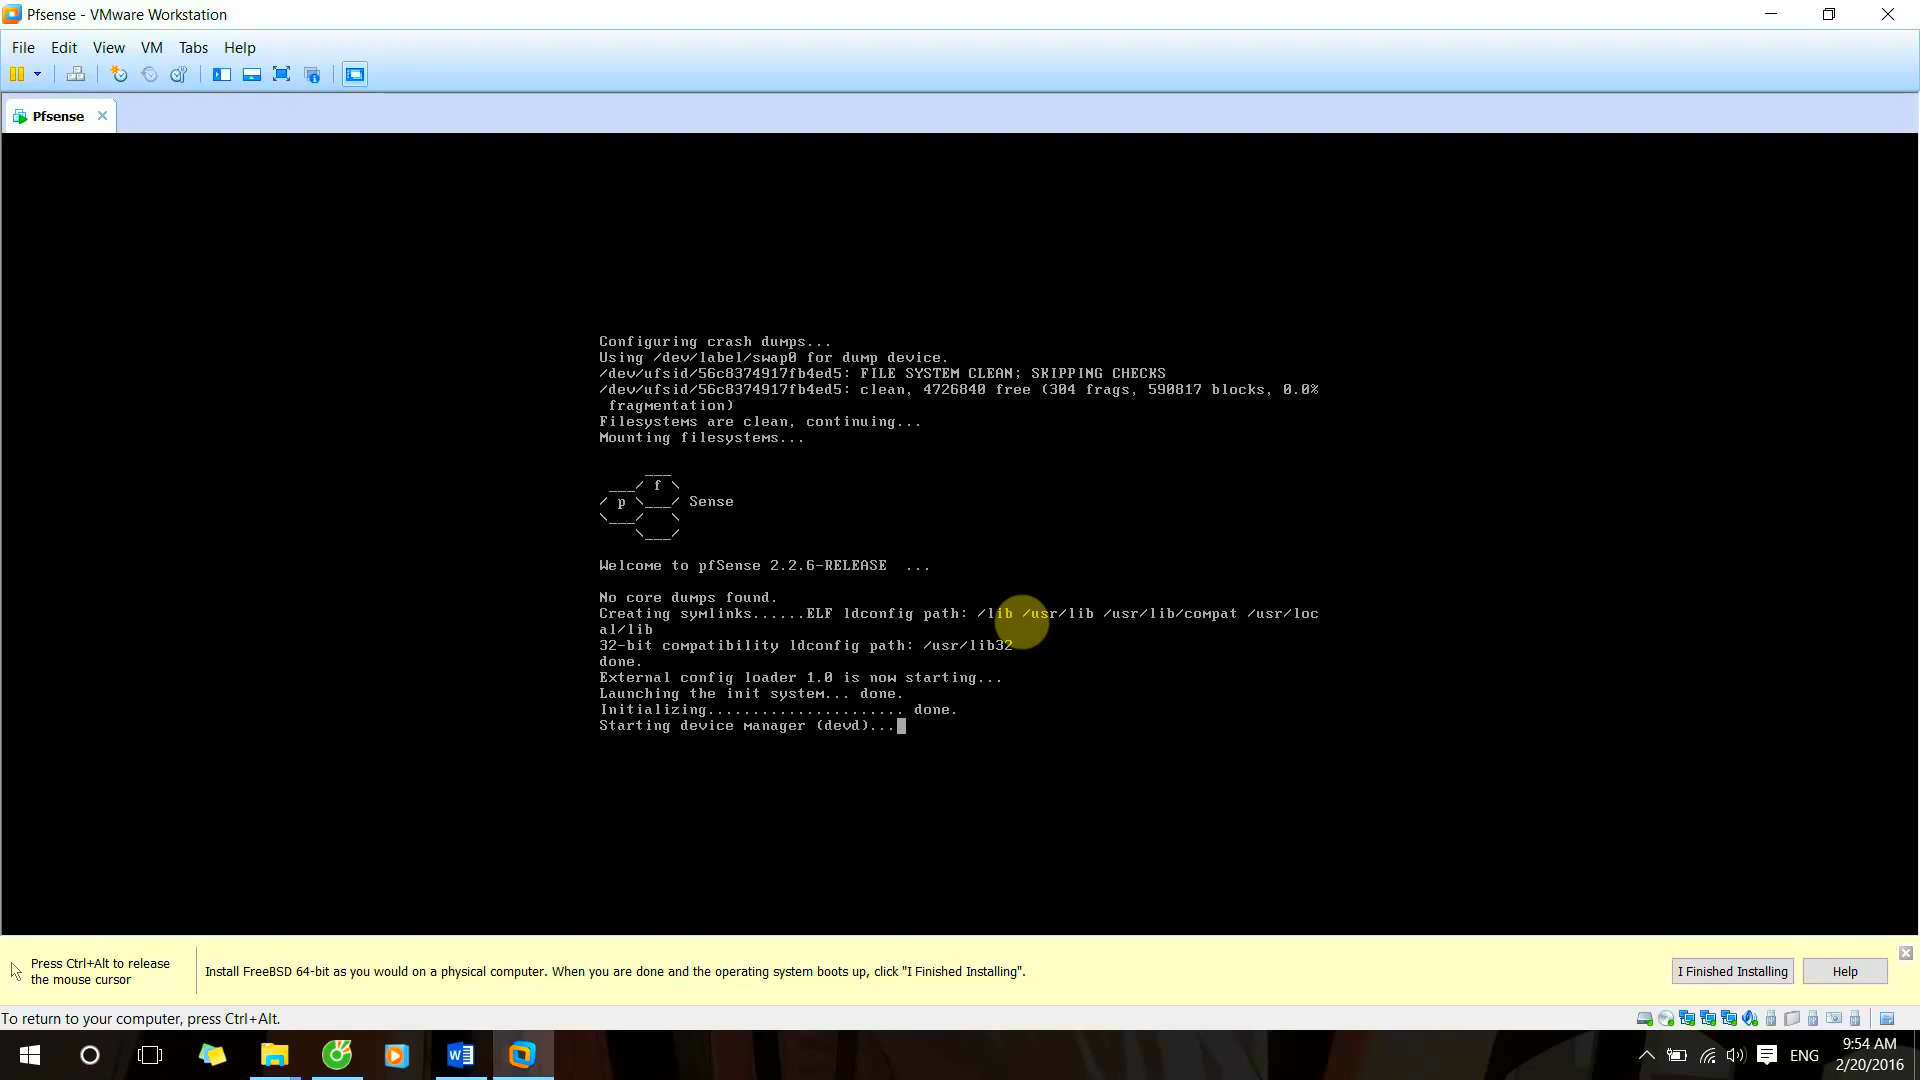 Pfsense - VMware Workstation
File Edit View VM Tabs Help
Pfsense
Configuring crash dumps...
Using /dev/label/swap0 for dump device.
/dev/ufsid/56c8374917fb4ed5: FILE SYSTEM CLEAN; SKIPPING CHECKS
/dev/ufsid/56c8374917fb4ed5: clean, 4726840 free (304 frags, 590817 blocks, 0.0%
fragmentation)
Filesystems are clean, continuing...
Mounting filesystems...
f
p Sense
Welcome to pfSense 2.2.6-RELEASE ...
No core dumps found.
Creating symlinks......ELF ldconfig path: /lib /usr/lib /usr/lib/compat /usr/loc
al/lib
32-bit compatibility ldconfig path: /usr/lib32
done.
External config loader 1.0 is now starting...
Launching the init system... done.
Initializing...................... done.
Starting device manager (devd)...
Press Ctrl+Alt to release
the mouse cursor
Install FreeBSD 64-bit as you would on a physical computer. When you are done and the operating system boots up, click "I Finished Installing".
I Finished Installing Help
To return to your computer, press Ctrl+Alt.
ENG
9:54 AM
2/20/2016